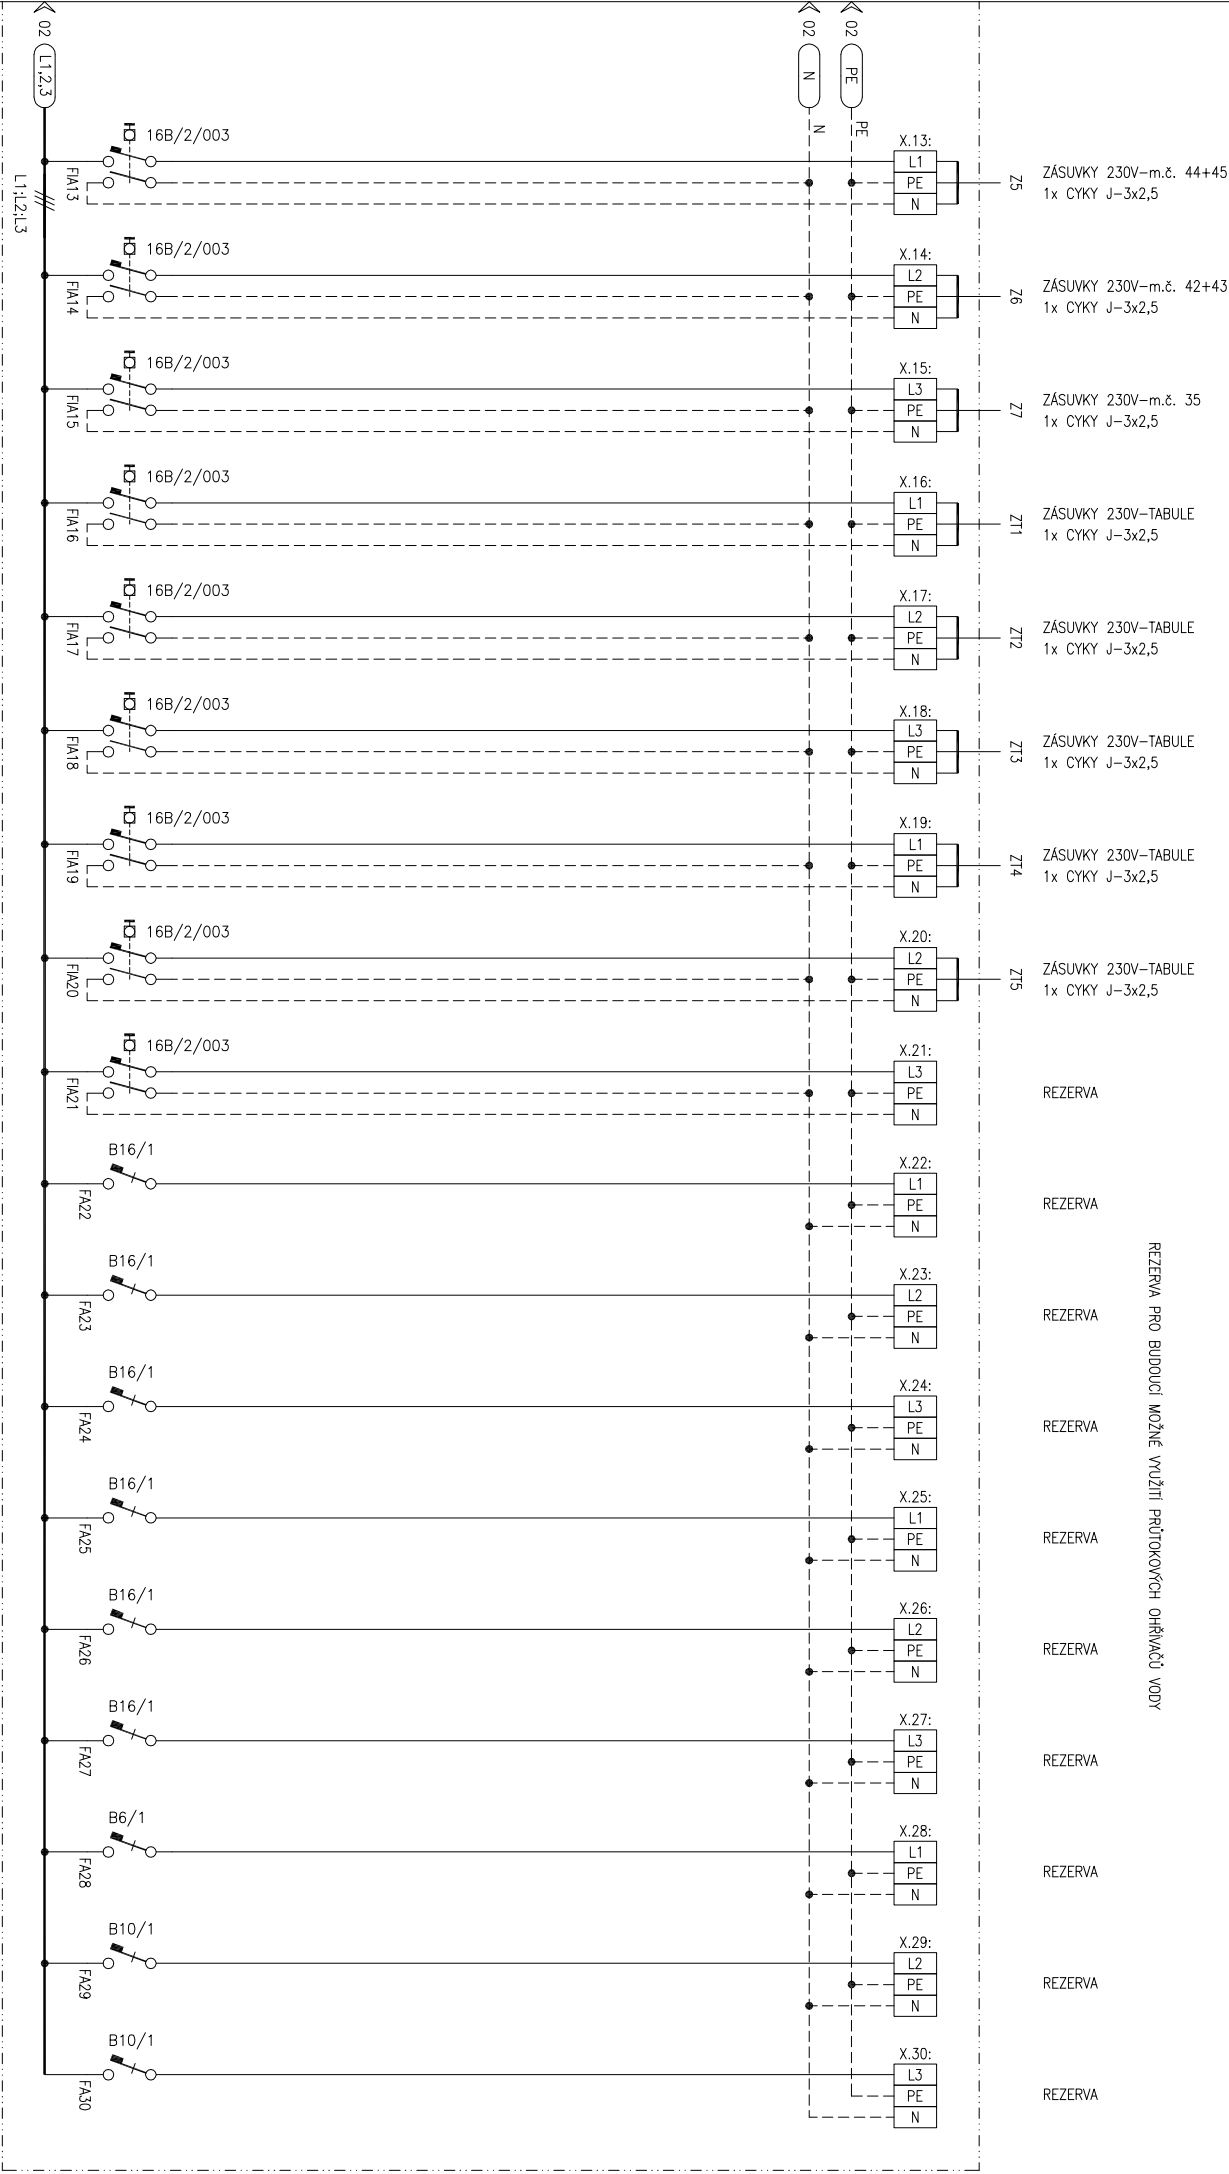 02
L1,2,3
02
N
02
PE
N
PE
L1;L2;L3
16B/2/003
FIA13
X.13:
L1
PE
N
Z5
ZÁSUVKY 230V-m.č. 44+45
1x CYKY J-3x2,5
16B/2/003
FIA14
X.14:
L2
PE
N
Z6
ZÁSUVKY 230V-m.č. 42+43
1x CYKY J-3x2,5
16B/2/003
FIA15
X.15:
L3
PE
N
Z7
ZÁSUVKY 230V-m.č. 35
1x CYKY J-3x2,5
16B/2/003
FIA16
X.16:
L1
PE
N
ZT1
ZÁSUVKY 230V-TABULE
1x CYKY J-3x2,5
16B/2/003
FIA17
X.17:
L2
PE
N
ZT2
ZÁSUVKY 230V-TABULE
1x CYKY J-3x2,5
16B/2/003
FIA18
X.18:
L3
PE
N
ZT3
ZÁSUVKY 230V-TABULE
1x CYKY J-3x2,5
16B/2/003
FIA19
X.19:
L1
PE
N
ZT4
ZÁSUVKY 230V-TABULE
1x CYKY J-3x2,5
16B/2/003
FIA20
X.20:
L2
PE
N
ZT5
ZÁSUVKY 230V-TABULE
1x CYKY J-3x2,5
16B/2/003
FIA21
X.21:
L3
PE
N
REZERVA
B16/1
FA22
X.22:
L1
PE
N
REZERVA
B16/1
FA23
X.23:
L2
PE
N
REZERVA
B16/1
FA24
X.24:
L3
PE
N
REZERVA
B16/1
FA25
X.25:
L1
PE
N
REZERVA
B16/1
FA26
X.26:
L2
PE
N
REZERVA
B16/1
FA27
X.27:
L3
PE
N
REZERVA
REZERVA PRO BUDOUCÍ MOŽNÉ VYUŽITÍ PRŮTOKOVÝCH OHŘÍVAČŮ VODY
B6/1
FA28
X.28:
L1
PE
N
REZERVA
B10/1
FA29
X.29:
L2
PE
N
REZERVA
B10/1
FA30
X.30:
L3
PE
N
REZERVA